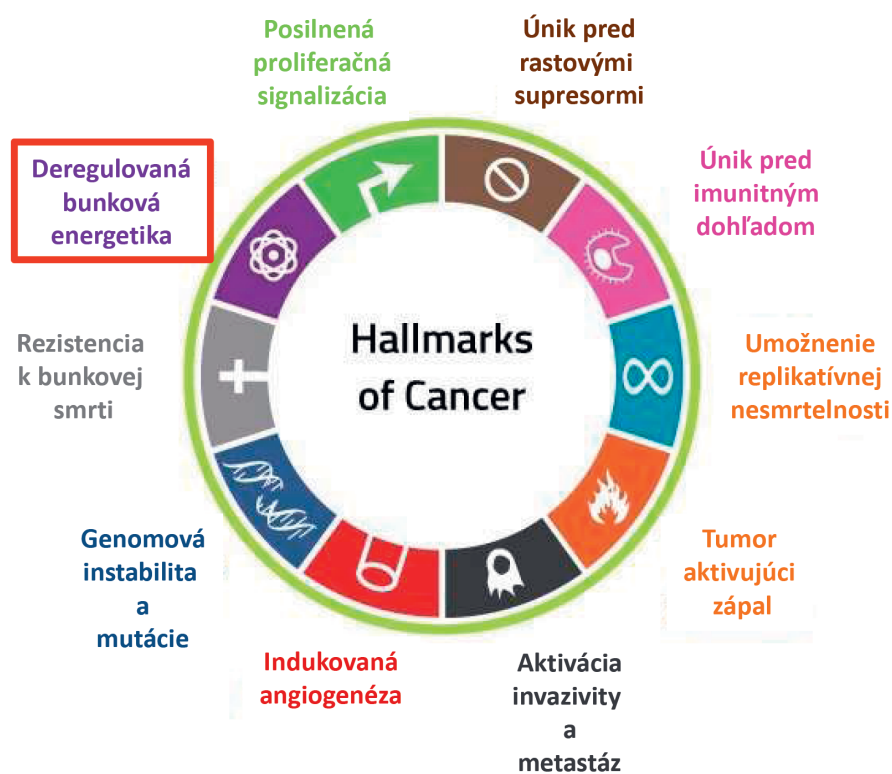 Posilnená
proliferačná
signalizácia
Únik pred
rastovými
supresormi
Deregulovaná
bunková
energetika
Únik pred
imunitným
dohľadom
Hallmarks
of Cancer
Rezistencia
k bunkovej
smrti
Umožnenie
replikatívnej
nesmrtelnosti
Genomová
instabilita
a
mutácie
Tumor
aktivujúci
zápal
Indukovaná
angiogenéza
Aktivácia
invazivity
a
metastáz